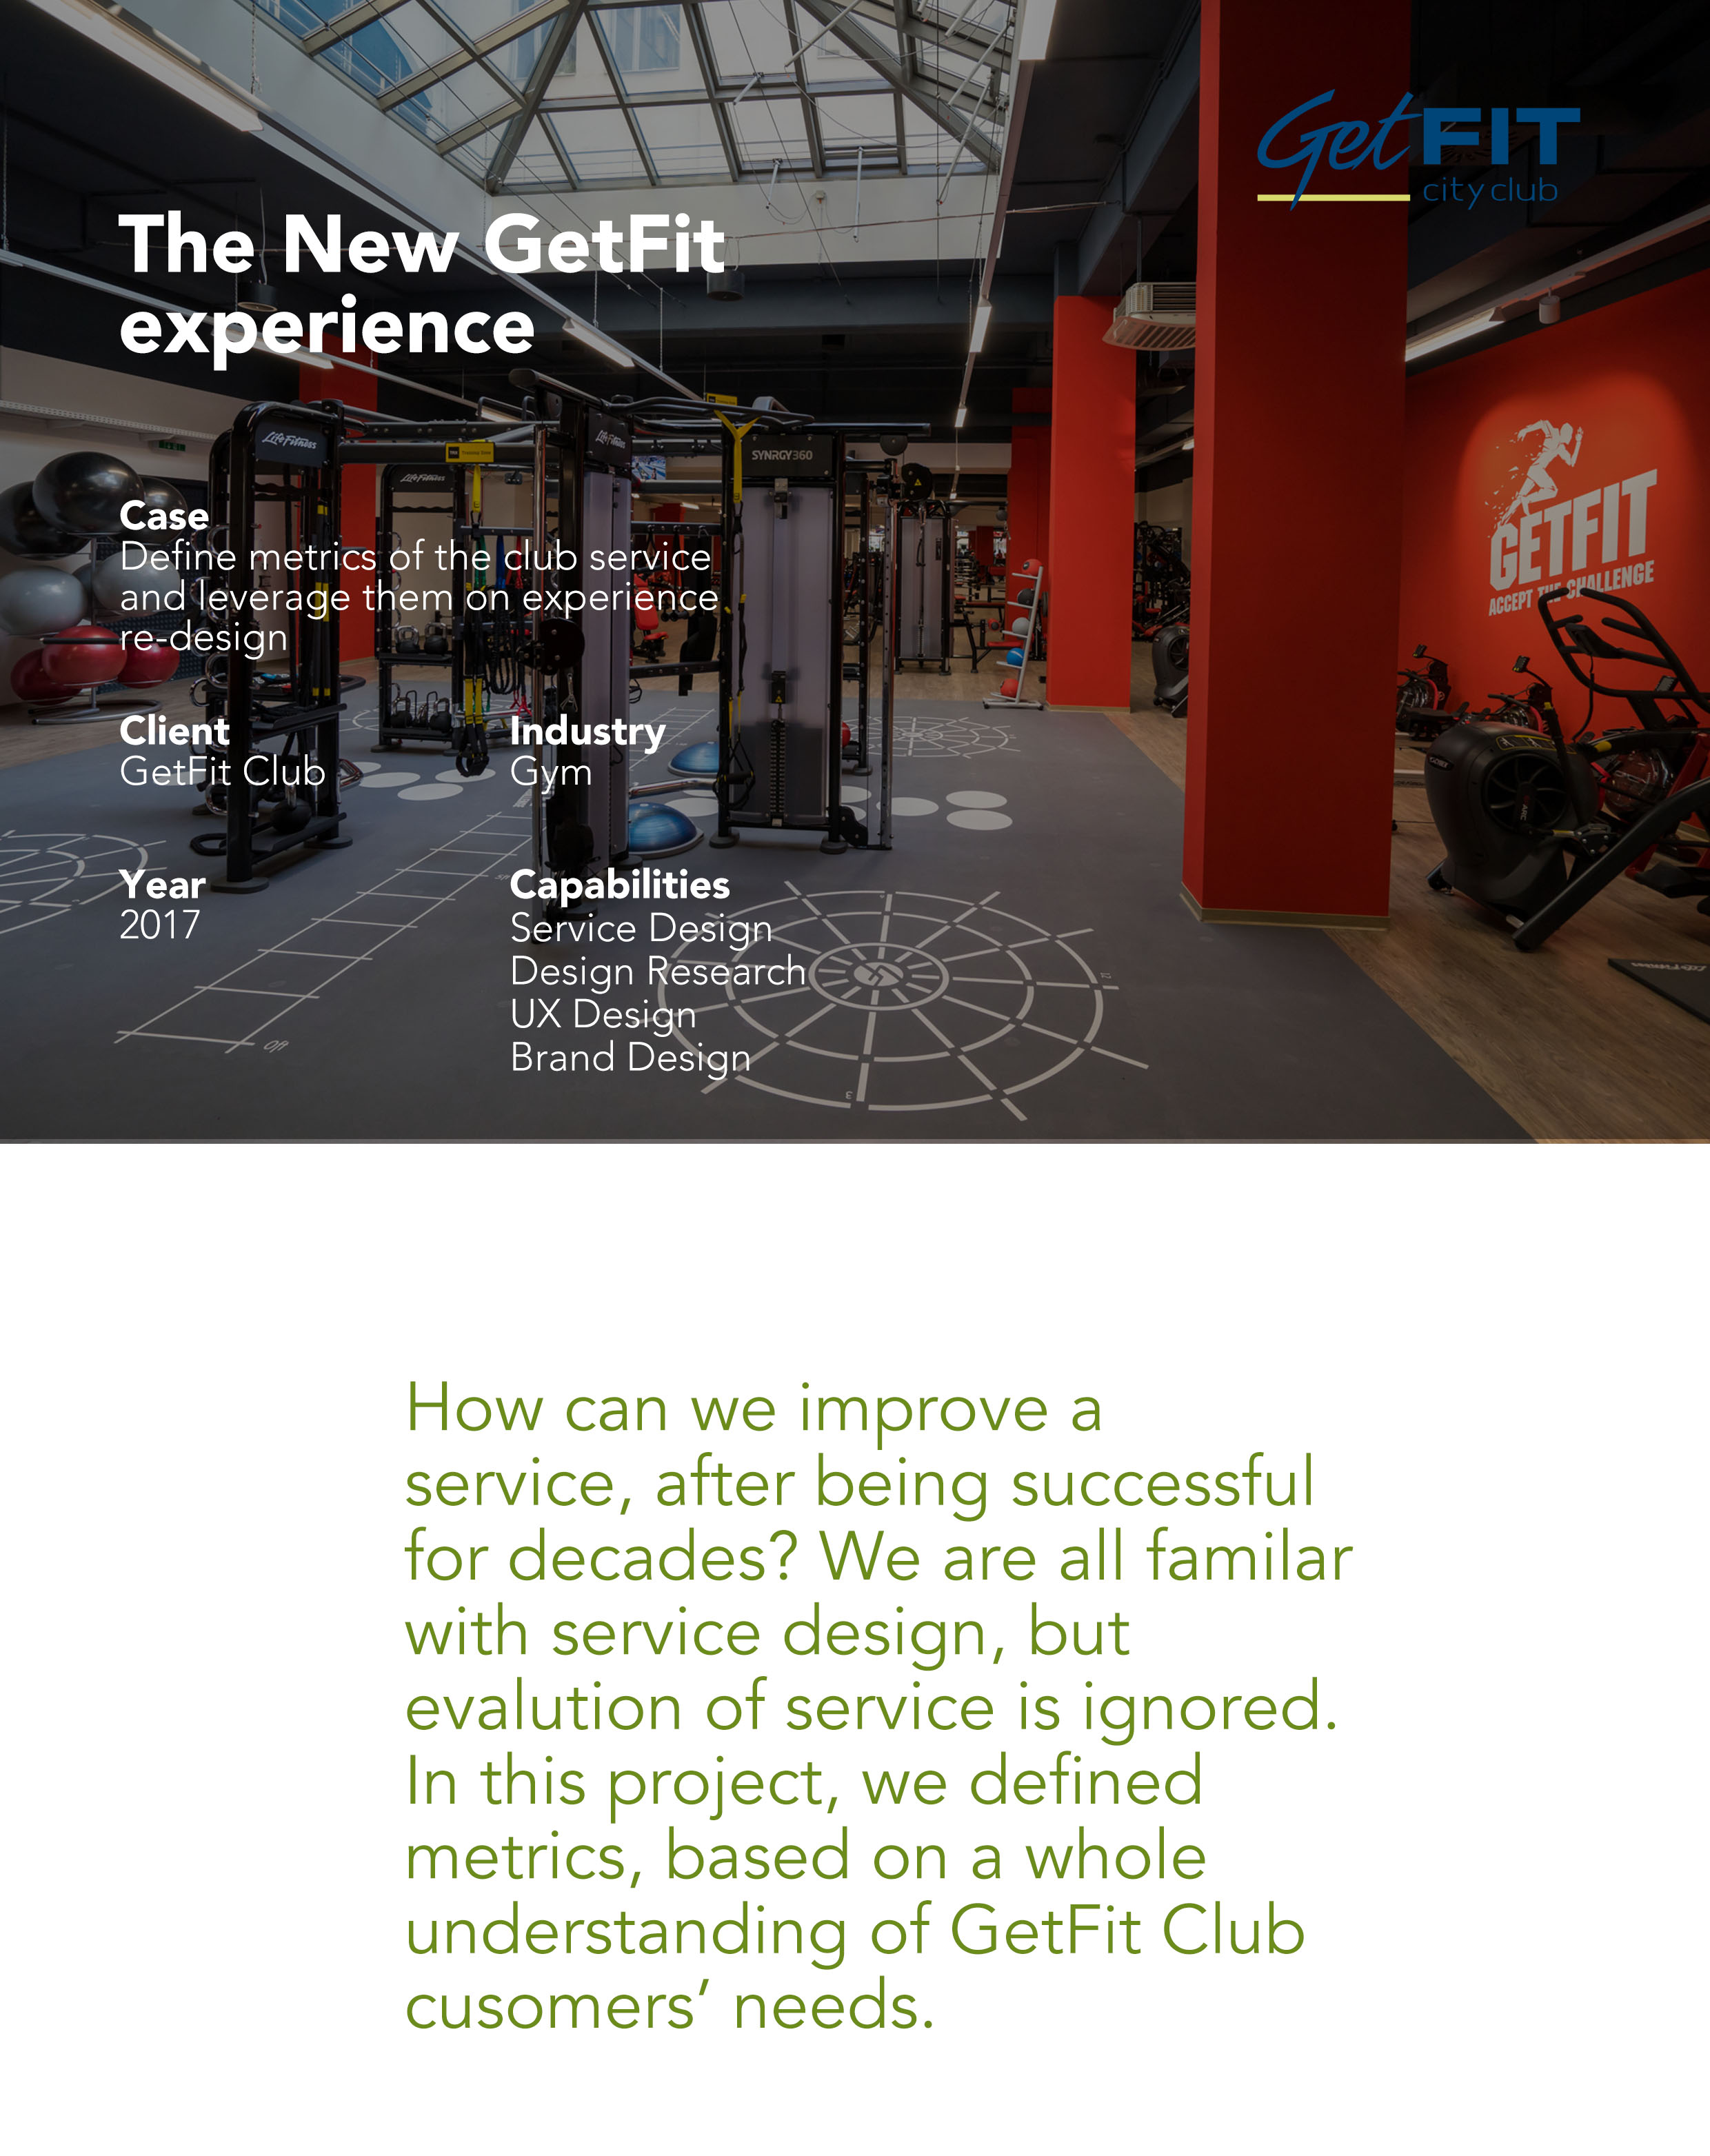 Get FIT
city club
The New GetFit
experience
LifeFitness
LifeFitness
LifeFitness
SYNRGY360
GETFIT
ACCEPT THE CHALLENGE
Case
Define metrics of the club service
and leverage them on experience
re-design
Client
GetFit Club
Industry
Gym
Year
2017
Capabilities
Service Design
Design Research
UX Design
Brand Design
How can we improve a
service, after being successful
for decades? We are all familar
with service design, but
evalution of service is ignored.
In this project, we defined
metrics, based on a whole
understanding of GetFit Club
cusomers’ needs.